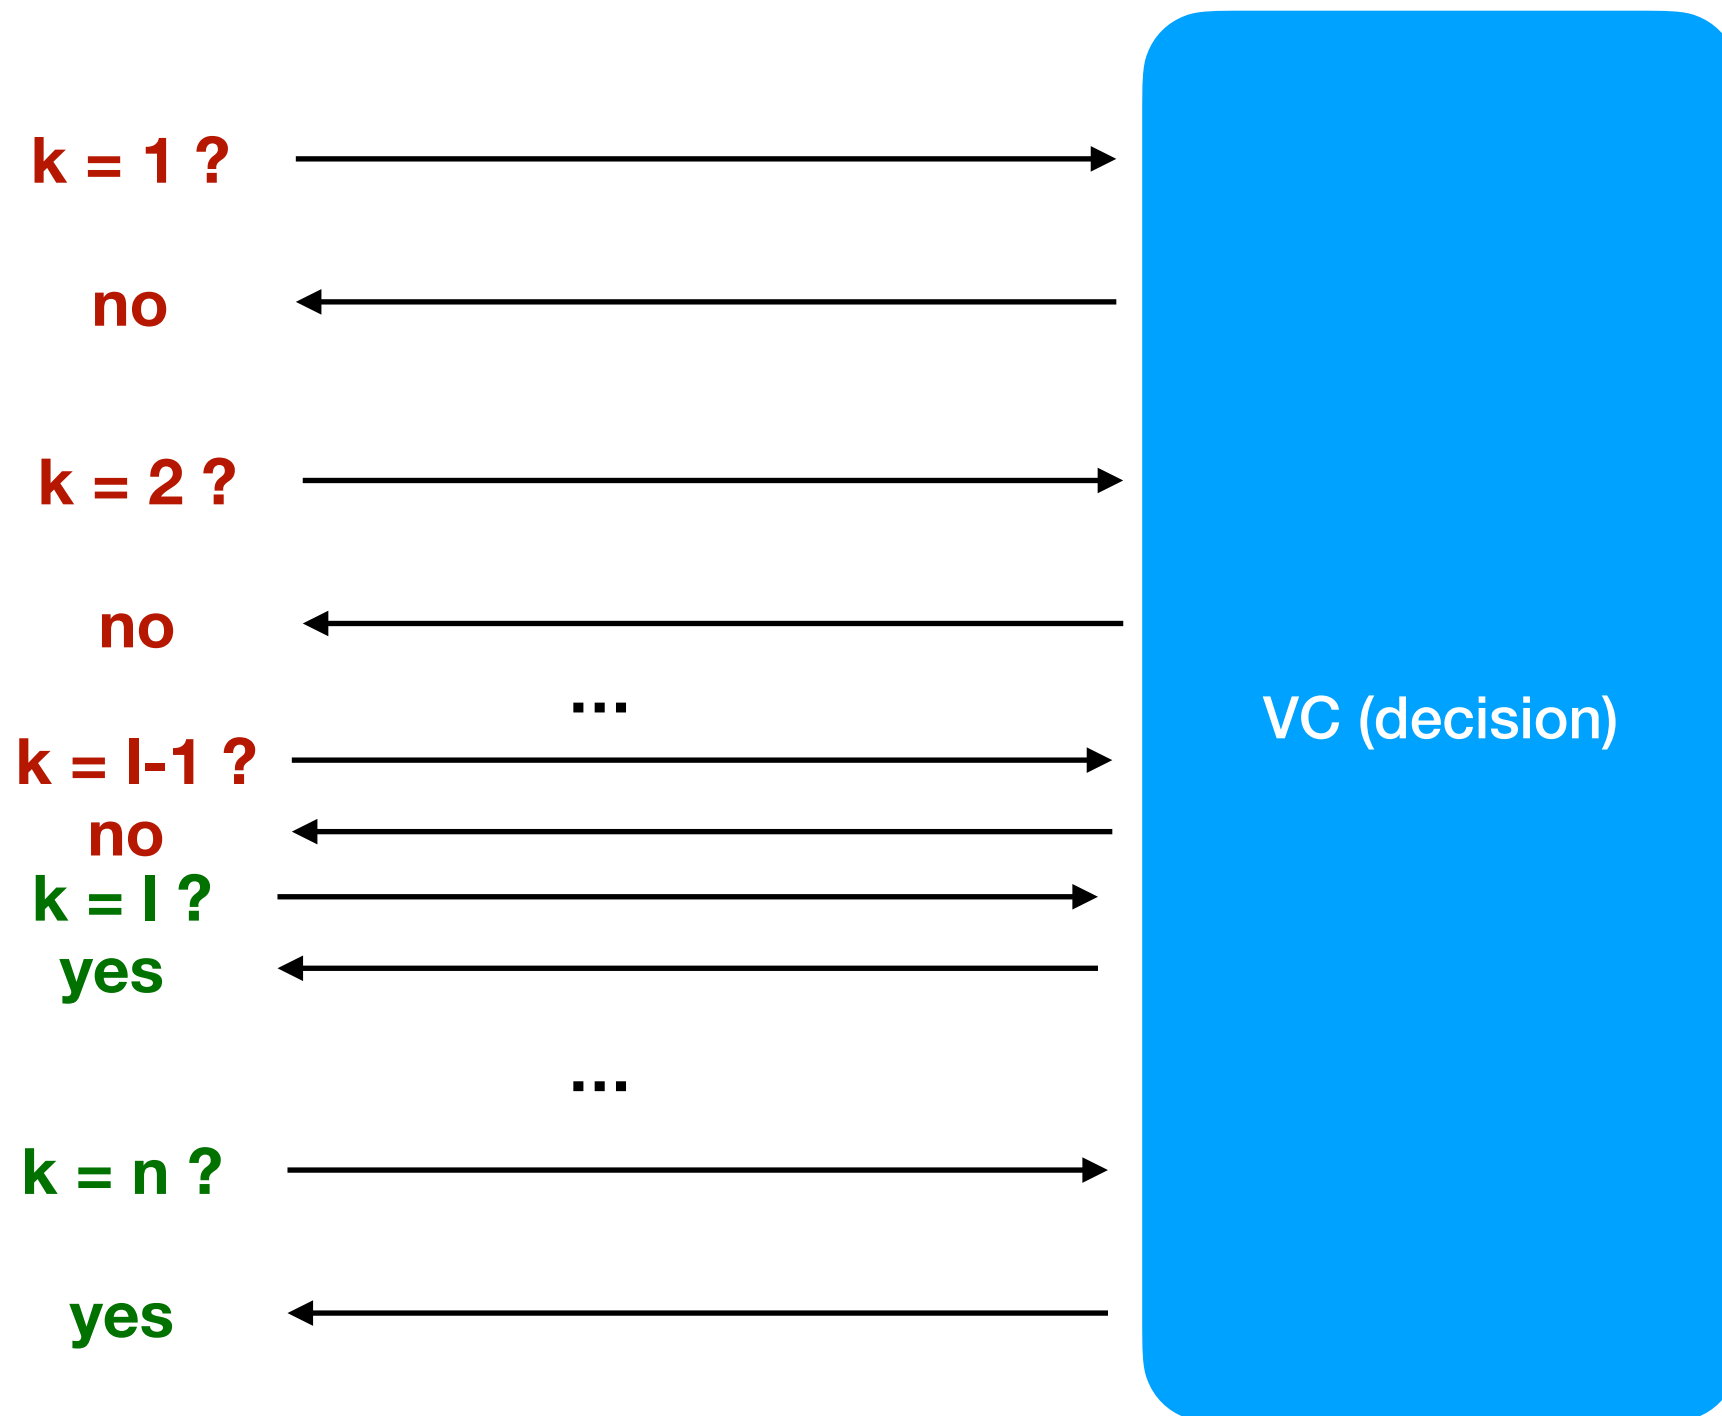 k = 1 ?
no
k = 2 ?
no
...
VC (decision)
k = l-1 ?
no
k = l ?
yes
...
k = n ?
yes